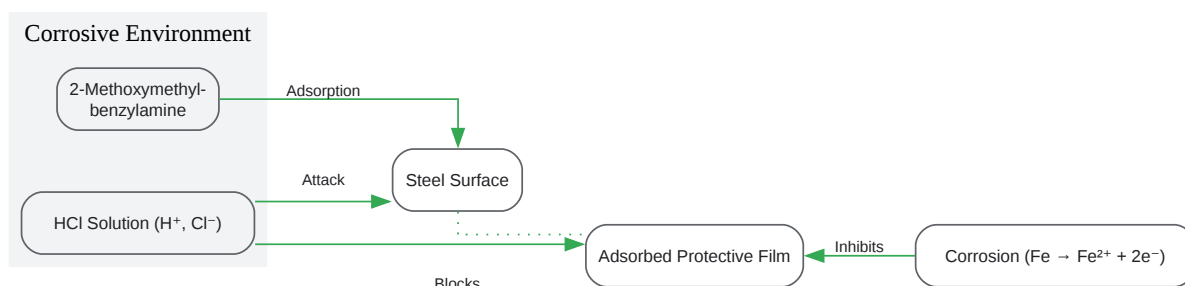 Corrosive Environment
2-Methoxymethyl-
benzylamine
Adsorption
Steel Surface
Attack
HCl Solution (H⁺, Cl⁻)
Adsorbed Protective Film
Inhibits
Corrosion (Fe → Fe²⁺ + 2e⁻)
Blocks